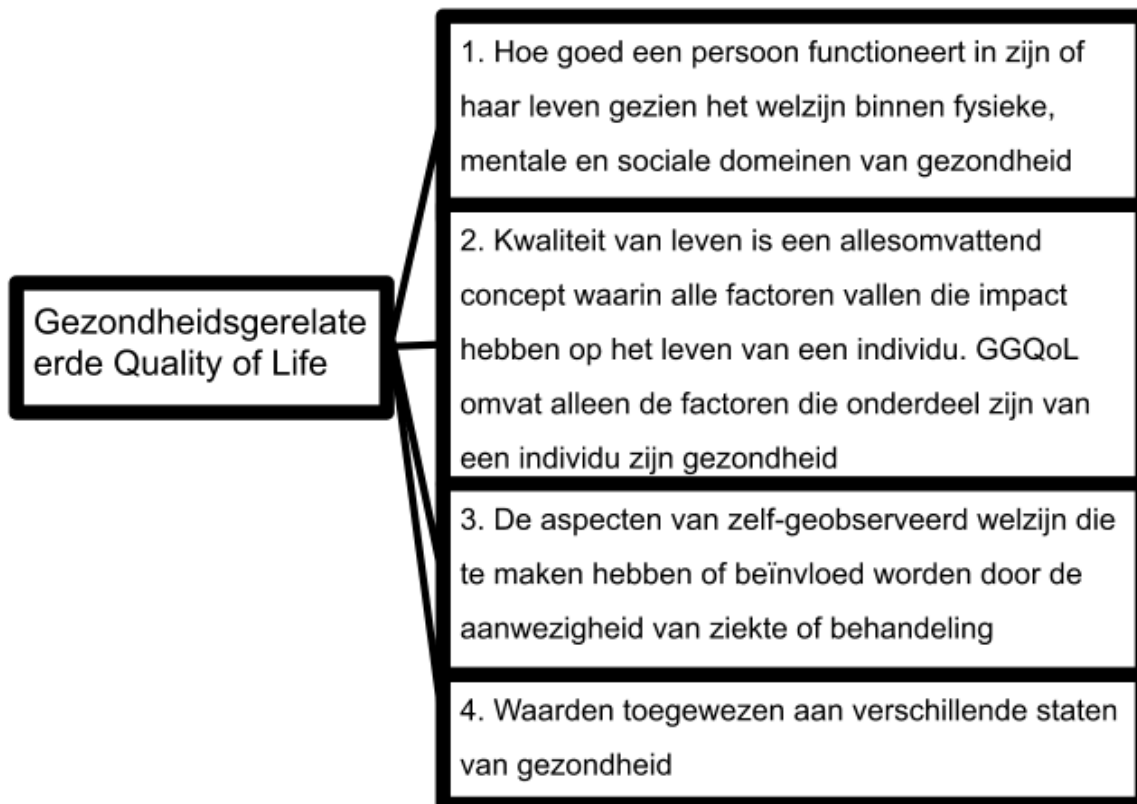 Gezondheidsgerelate
erde Quality of Life
1. Hoe goed een persoon functioneert in zijn of
haar leven gezien het welzijn binnen fysieke,
mentale en sociale domeinen van gezondheid
2. Kwaliteit van leven is een allesomvattend
concept waarin alle factoren vallen die impact
hebben op het leven van een individu. GGQoL
omvat alleen de factoren die onderdeel zijn van
een individu zijn gezondheid
3. De aspecten van zelf-geobserveerd welzijn die
te maken hebben of beïnvloed worden door de
aanwezigheid van ziekte of behandeling
4. Waarden toegewezen aan verschillende staten
van gezondheid